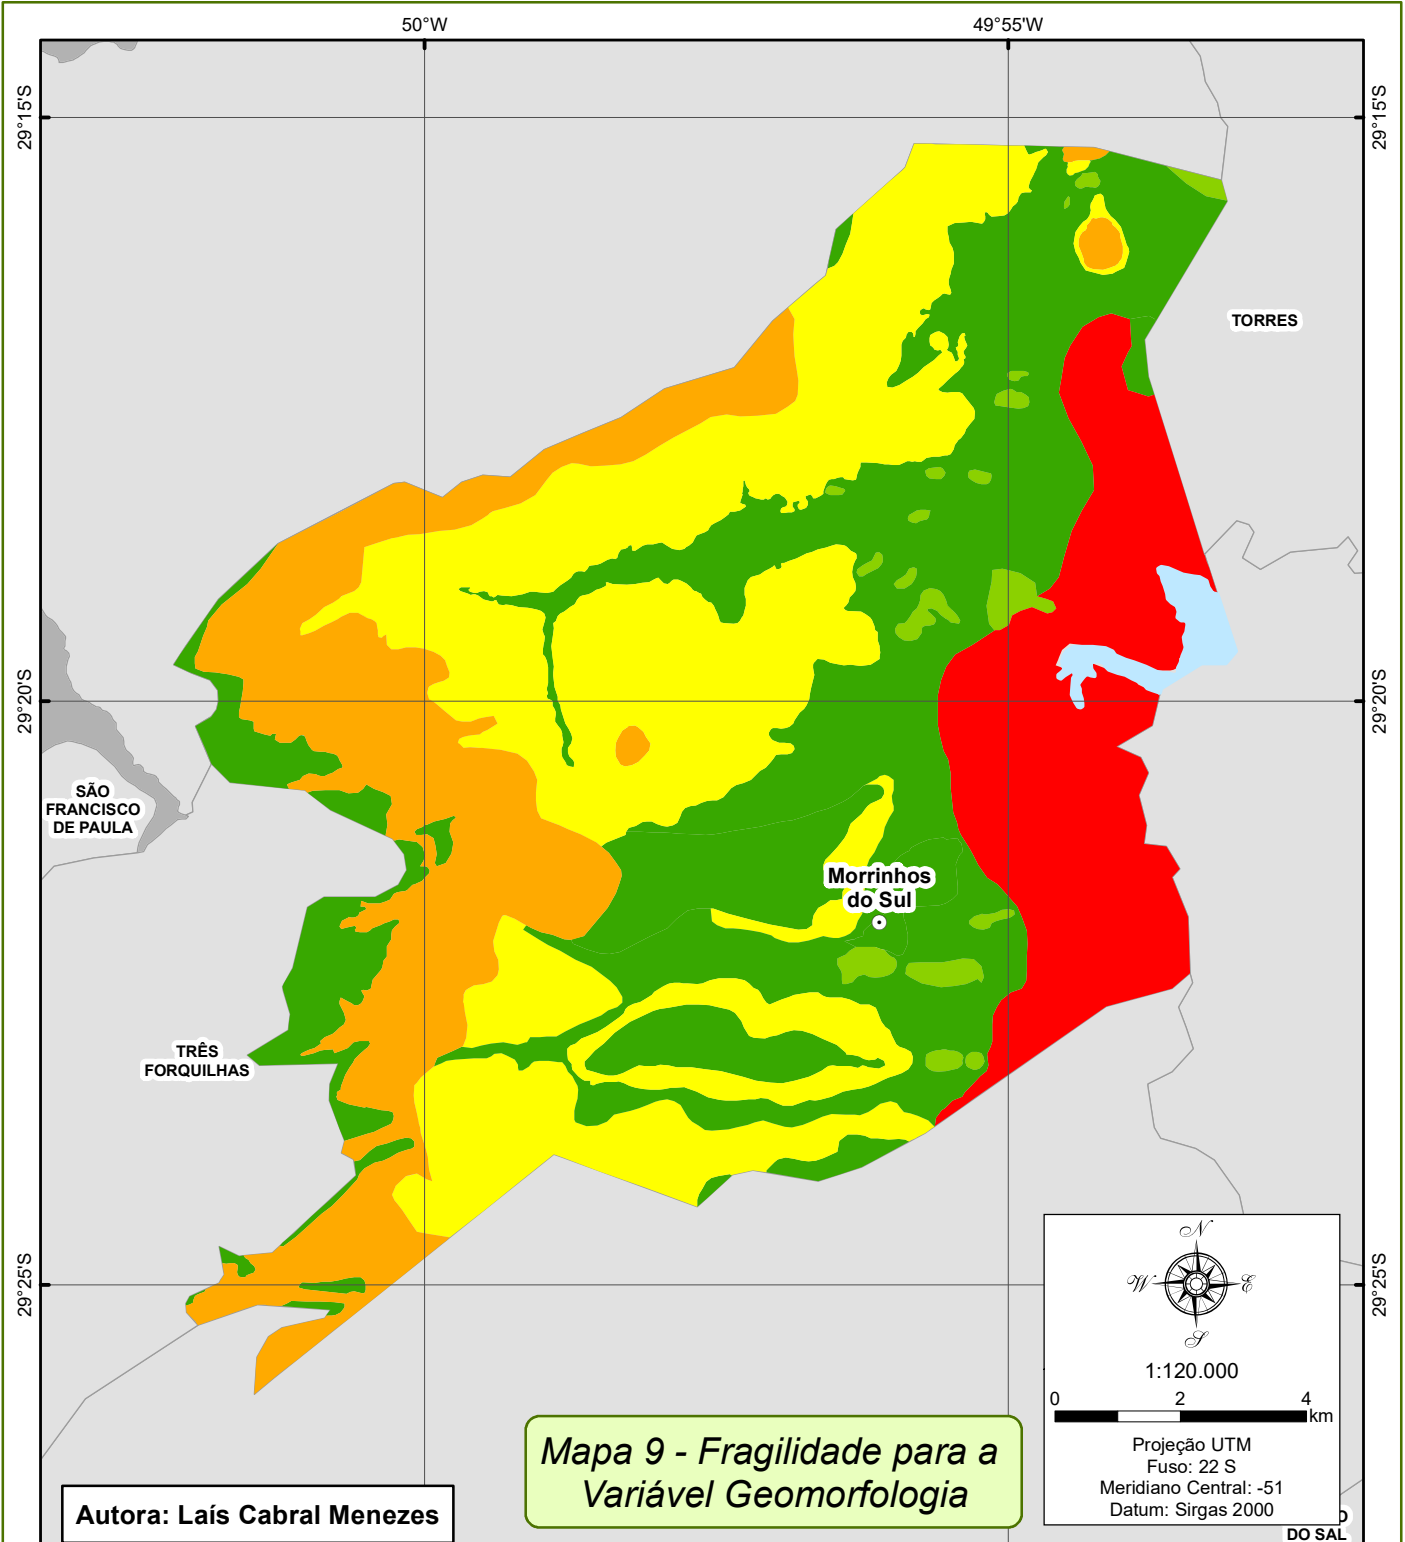 50°W
49°55'W
29°15'S
29°15'S
TORRES
29°20'S
29°20'S
SÃO
FRANCISCO
DE PAULA
Morrinhos
do Sul
TRÊS
FORQUILHAS
29°25'S
29°25'S
N
W
E
S
1:120.000
0 2 4
km
Projeção UTM
Fuso: 22 S
Meridiano Central: -51
Datum: Sirgas 2000
Mapa 9 - Fragilidade para a
Variável Geomorfologia
Autora: Laís Cabral Menezes
DO SAL